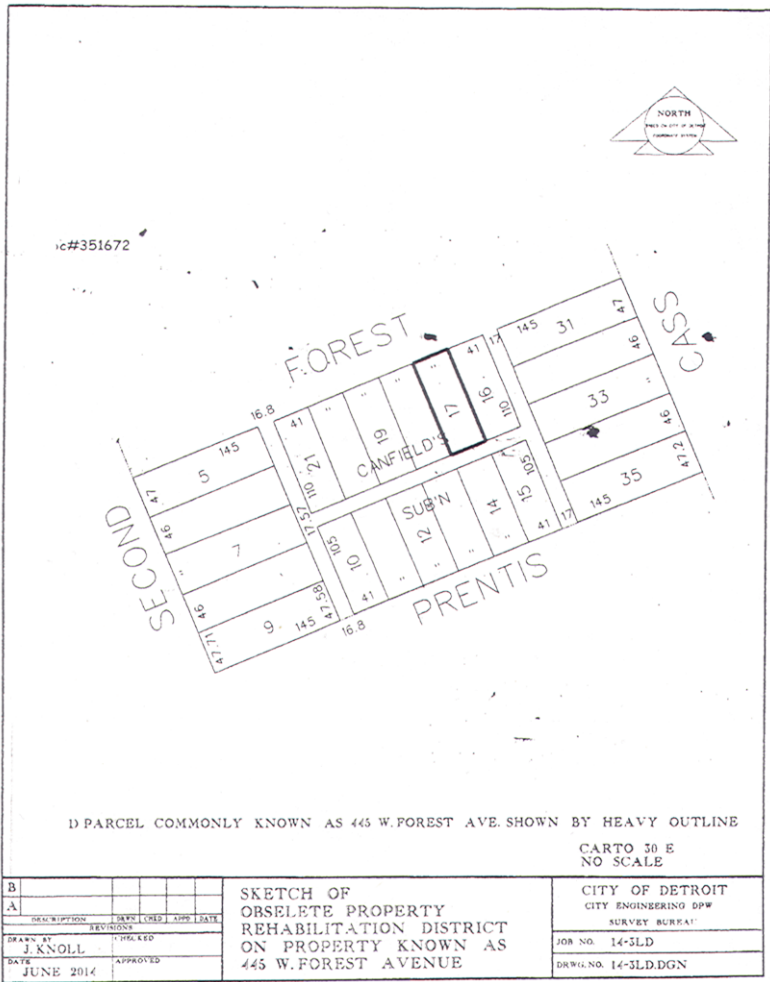 NORTH
c#351672
FOREST
CASS
SECOND
PRENTIS
CANFIELD'S
SUB'N
16.8
41
"
"
"
"
41
17
145
31
47
46
33
"
46
47.2
35
145
145
5
47
46
7
"
46
9
145
47.71
47.58
17.57
110
21
19
17
16
110
105
10
12
14
15
105
41
"
"
"
41
17
16.8
1) PARCEL COMMONLY KNOWN AS 445 W. FOREST AVE. SHOWN BY HEAVY OUTLINE
CARTO 30 E
NO SCALE
B
A
DESCRIPTION DRWN CHKD APPD DATE
REVISIONS
DRAWN BY
J. KNOLL
CHECKED
DATE
JUNE 2014
APPROVED
SKETCH OF
OBSELETE PROPERTY
REHABILITATION DISTRICT
ON PROPERTY KNOWN AS
445 W. FOREST AVENUE
CITY OF DETROIT
CITY ENGINEERING DPW
SURVEY BUREAU
JOB NO. 14-3LD
DRWG. NO. 14-3LD.DGN